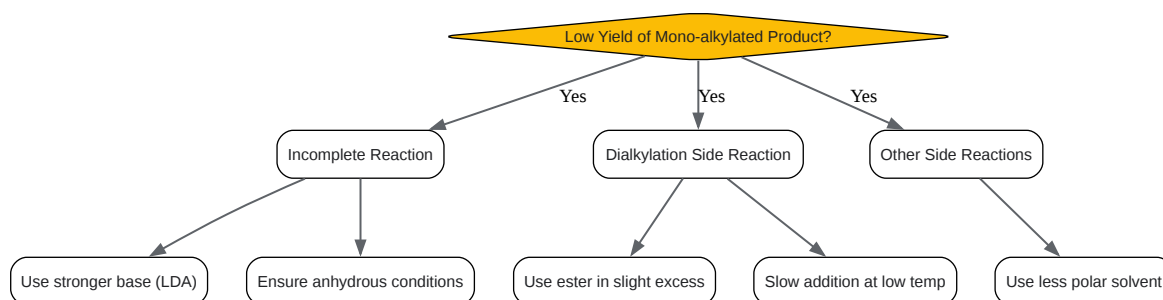 Low Yield of Mono-alkylated Product?
Yes
Yes
Yes
Incomplete Reaction
Dialkylation Side Reaction
Other Side Reactions
Use stronger base (LDA)
Ensure anhydrous conditions
Use ester in slight excess
Slow addition at low temp
Use less polar solvent